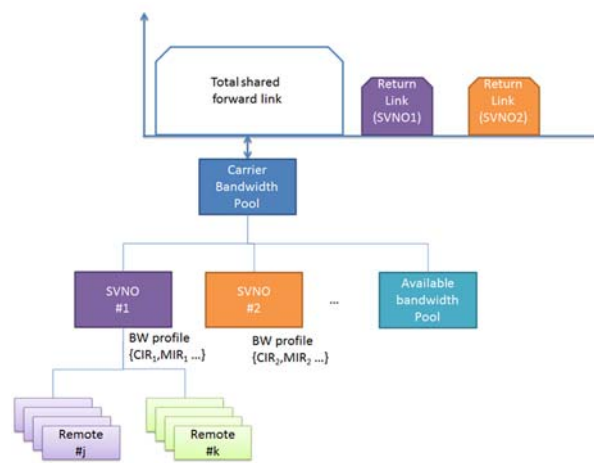 Total shared
forward link
Return
Link
(SVNO1)
Return
Link
(SVNO2)
Carrier
Bandwidth
Pool
SVNO
#1
SVNO
#2
...
Available
bandwidth
Pool
BW profile
{CIR₁,MIR₁ ...}
BW profile
{CIR₂,MIR₂ ...}
Remote
#j
Remote
#k